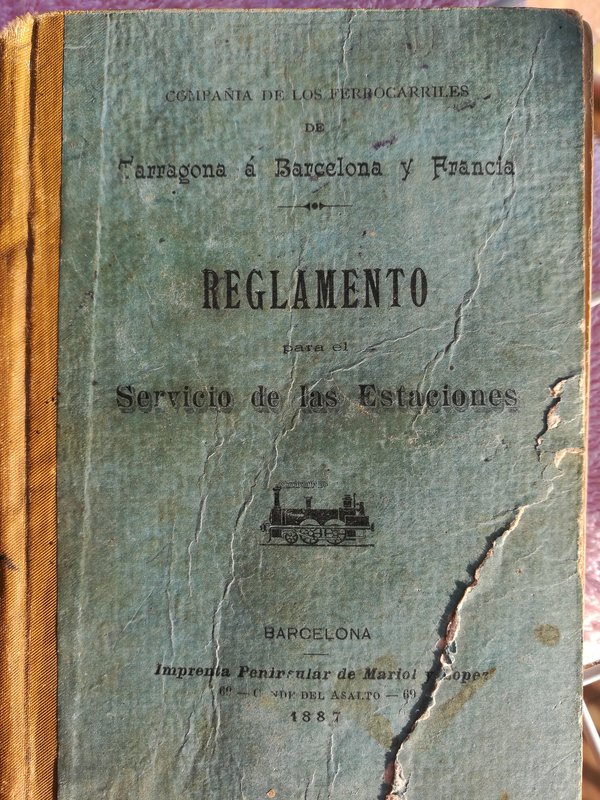 COMPAÑIA DE LOS FERROCARRILES
DE
Tarragona á Barcelona y Francia
REGLAMENTO
para el
Servicio de las Estaciones
BARCELONA
Imprenta Peninsular de Mariol y Lopez
69 — CONDE DEL ASALTO — 69
1887